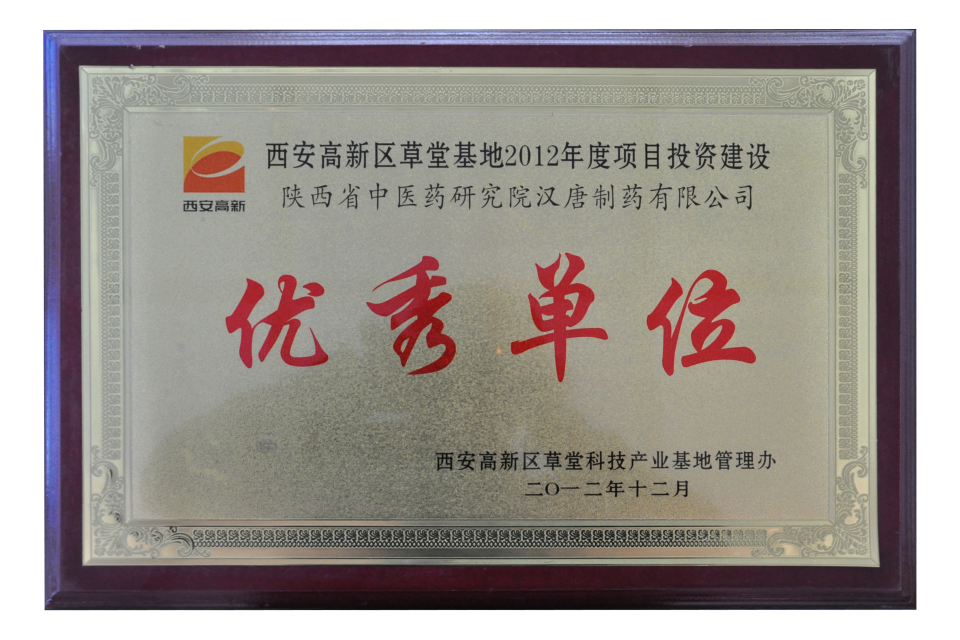 西安高新区草堂基地2012年度项目投资建设
西安高新
陕西省中医药研究院汉唐制药有限公司
优秀单位
西安高新区草堂科技产业基地管理办
二〇一二年十二月